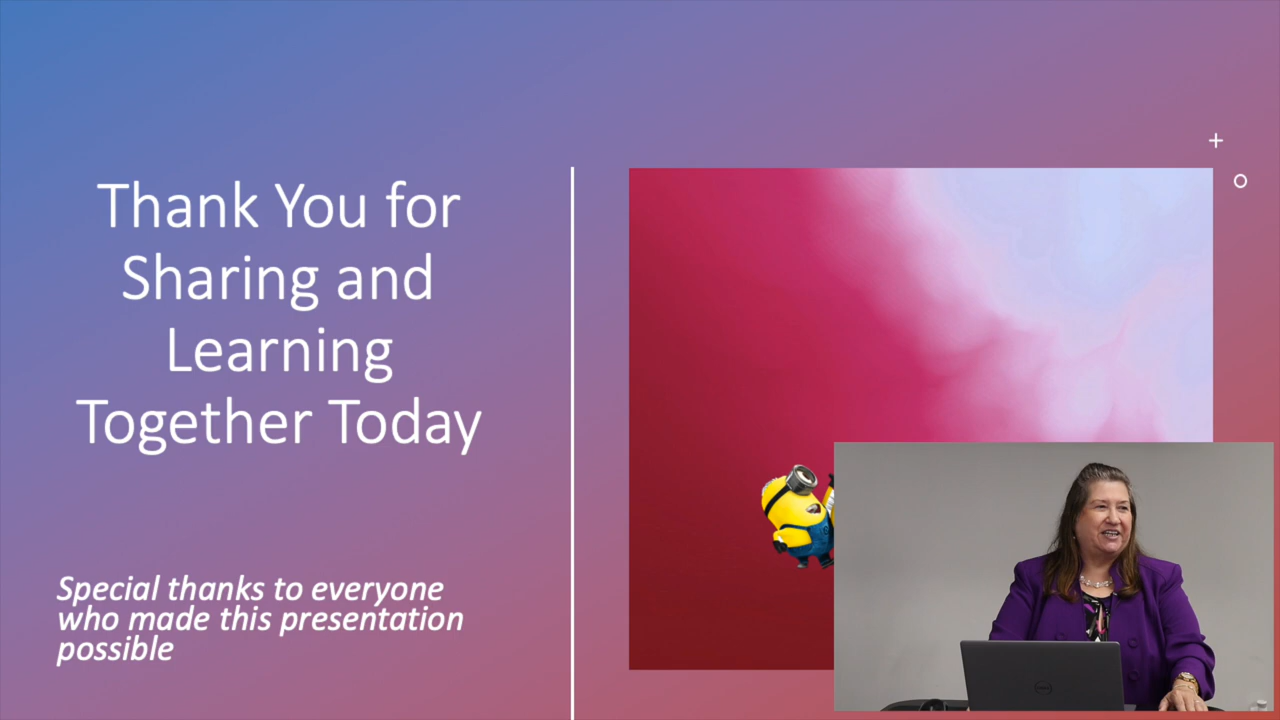 Thank You for
Sharing and
Learning
Together Today
Special thanks to everyone
who made this presentation
possible